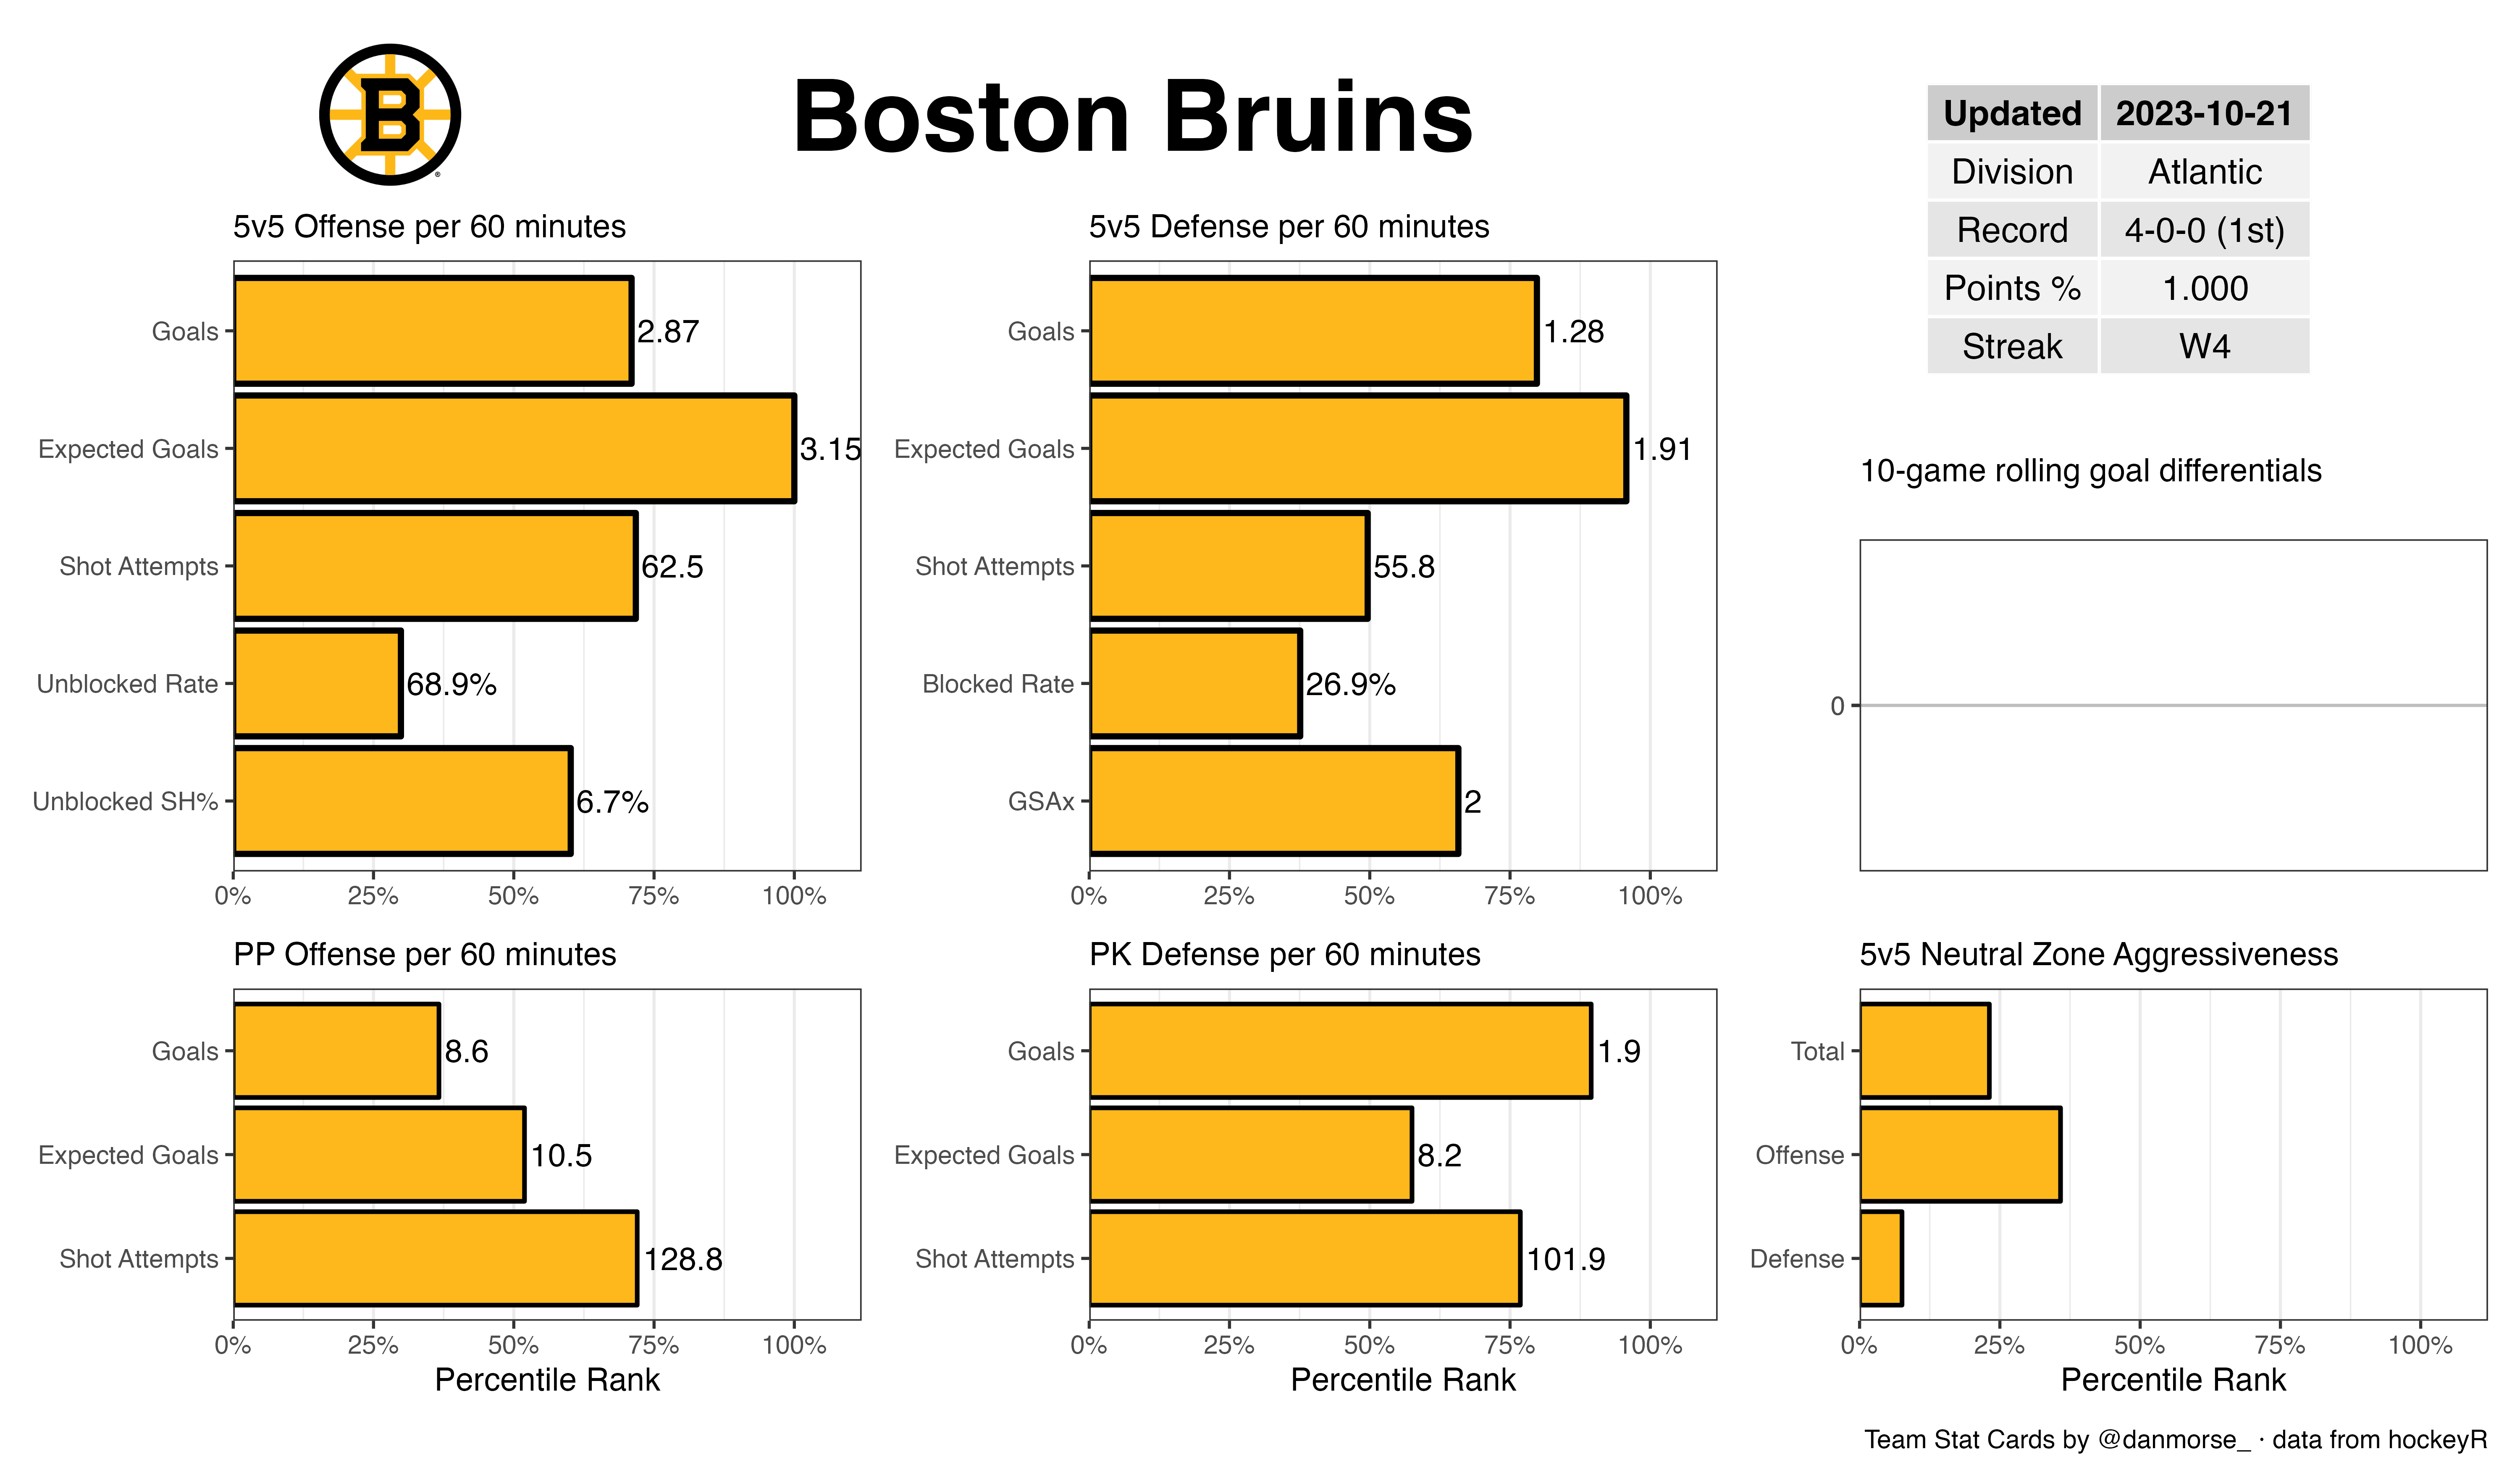 B
®
Boston Bruins
Updated 2023-10-21
Division Atlantic
Record 4-0-0 (1st)
Points % 1.000
Streak W4
5v5 Offense per 60 minutes
Goals 2.87
Expected Goals 3.15
Shot Attempts 62.5
Unblocked Rate 68.9%
Unblocked SH% 6.7%
0% 25% 50% 75% 100%
5v5 Defense per 60 minutes
Goals 1.28
Expected Goals 1.91
Shot Attempts 55.8
Blocked Rate 26.9%
GSAx 2
0% 25% 50% 75% 100%
10-game rolling goal differentials
0
PP Offense per 60 minutes
Goals 8.6
Expected Goals 10.5
Shot Attempts 128.8
0% 25% 50% 75% 100%
Percentile Rank
PK Defense per 60 minutes
Goals 1.9
Expected Goals 8.2
Shot Attempts 101.9
0% 25% 50% 75% 100%
Percentile Rank
5v5 Neutral Zone Aggressiveness
Total
Offense
Defense
0% 25% 50% 75% 100%
Percentile Rank
Team Stat Cards by @danmorse_ · data from hockeyR